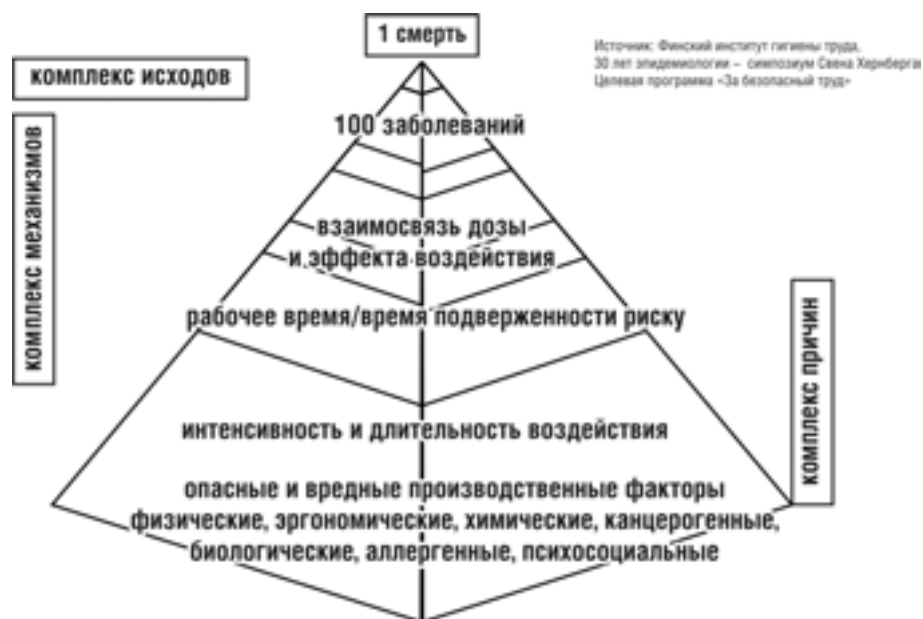 1 смерть
Источник: Финский институт гигиены труда,
30 лет эпидемиологии – симпозиум Свена Хернберга
Целевая программа «За безопасный труд»
комплекс исходов
комплекс механизмов
100 заболеваний
взаимосвязь дозы
и эффекта воздействия
рабочее время/время подверженности риску
комплекс причин
интенсивность и длительность воздействия
опасные и вредные производственные факторы
физические, эргономические, химические, канцерогенные,
биологические, аллергенные, психосоциальные